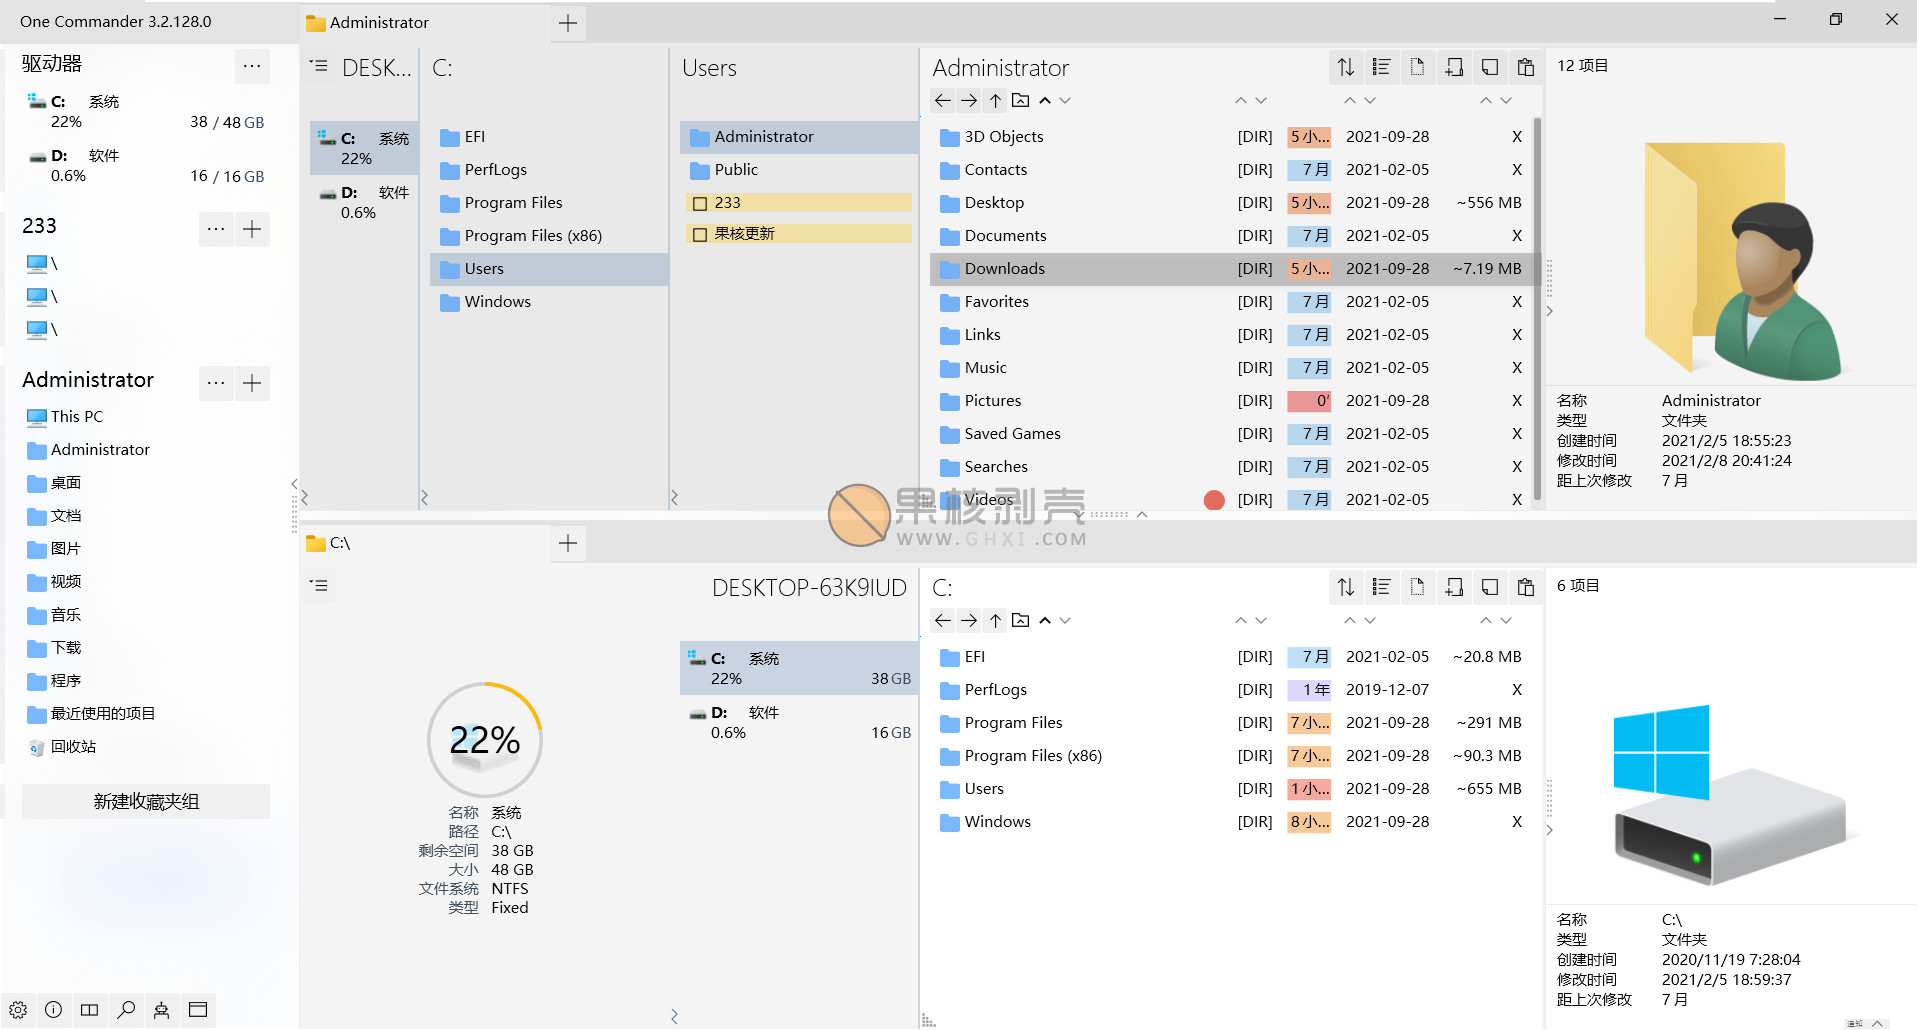 One Commander 3.2.128.0
Administrator
驱动器
C: 系统
22% 38 / 48 GB
D: 软件
0.6% 16 / 16 GB
233
\
\
\
Administrator
This PC
Administrator
桌面
文档
图片
视频
音乐
下载
程序
最近使用的项目
回收站
新建收藏夹组
DESK...
C: 系统
22%
D: 软件
0.6%
C:
EFI
PerfLogs
Program Files
Program Files (x86)
Users
Windows
Users
Administrator
Public
233
果核更新
Administrator
3D Objects [DIR] 5 小... 2021-09-28 X
Contacts [DIR] 7 月 2021-02-05 X
Desktop [DIR] 5 小... 2021-09-28 ~556 MB
Documents [DIR] 7 月 2021-02-05 X
Downloads [DIR] 5 小... 2021-09-28 ~7.19 MB
Favorites [DIR] 7 月 2021-02-05 X
Links [DIR] 7 月 2021-02-05 X
Music [DIR] 7 月 2021-02-05 X
Pictures [DIR] 0' 2021-09-28 X
Saved Games [DIR] 7 月 2021-02-05 X
Searches [DIR] 7 月 2021-02-05 X
Videos [DIR] 7 月 2021-02-05 X
果核剥壳
WWW.GHXI.COM
12 项目
名称 Administrator
类型 文件夹
创建时间 2021/2/5 18:55:23
修改时间 2021/2/8 20:41:24
距上次修改 7 月
C:\
DESKTOP-63K9IUD
C: 系统
22% 38 GB
D: 软件
0.6% 16 GB
22%
名称 系统
路径 C:\
剩余空间 38 GB
大小 48 GB
文件系统 NTFS
类型 Fixed
C:
EFI [DIR] 7 月 2021-02-05 ~20.8 MB
PerfLogs [DIR] 1 年 2019-12-07 X
Program Files [DIR] 7 小... 2021-09-28 ~291 MB
Program Files (x86) [DIR] 7 小... 2021-09-28 ~90.3 MB
Users [DIR] 1 小... 2021-09-28 ~655 MB
Windows [DIR] 8 小... 2021-09-28 X
6 项目
名称 C:\
类型 文件夹
创建时间 2020/11/19 7:28:04
修改时间 2021/2/5 18:59:37
距上次修改 7 月
通知